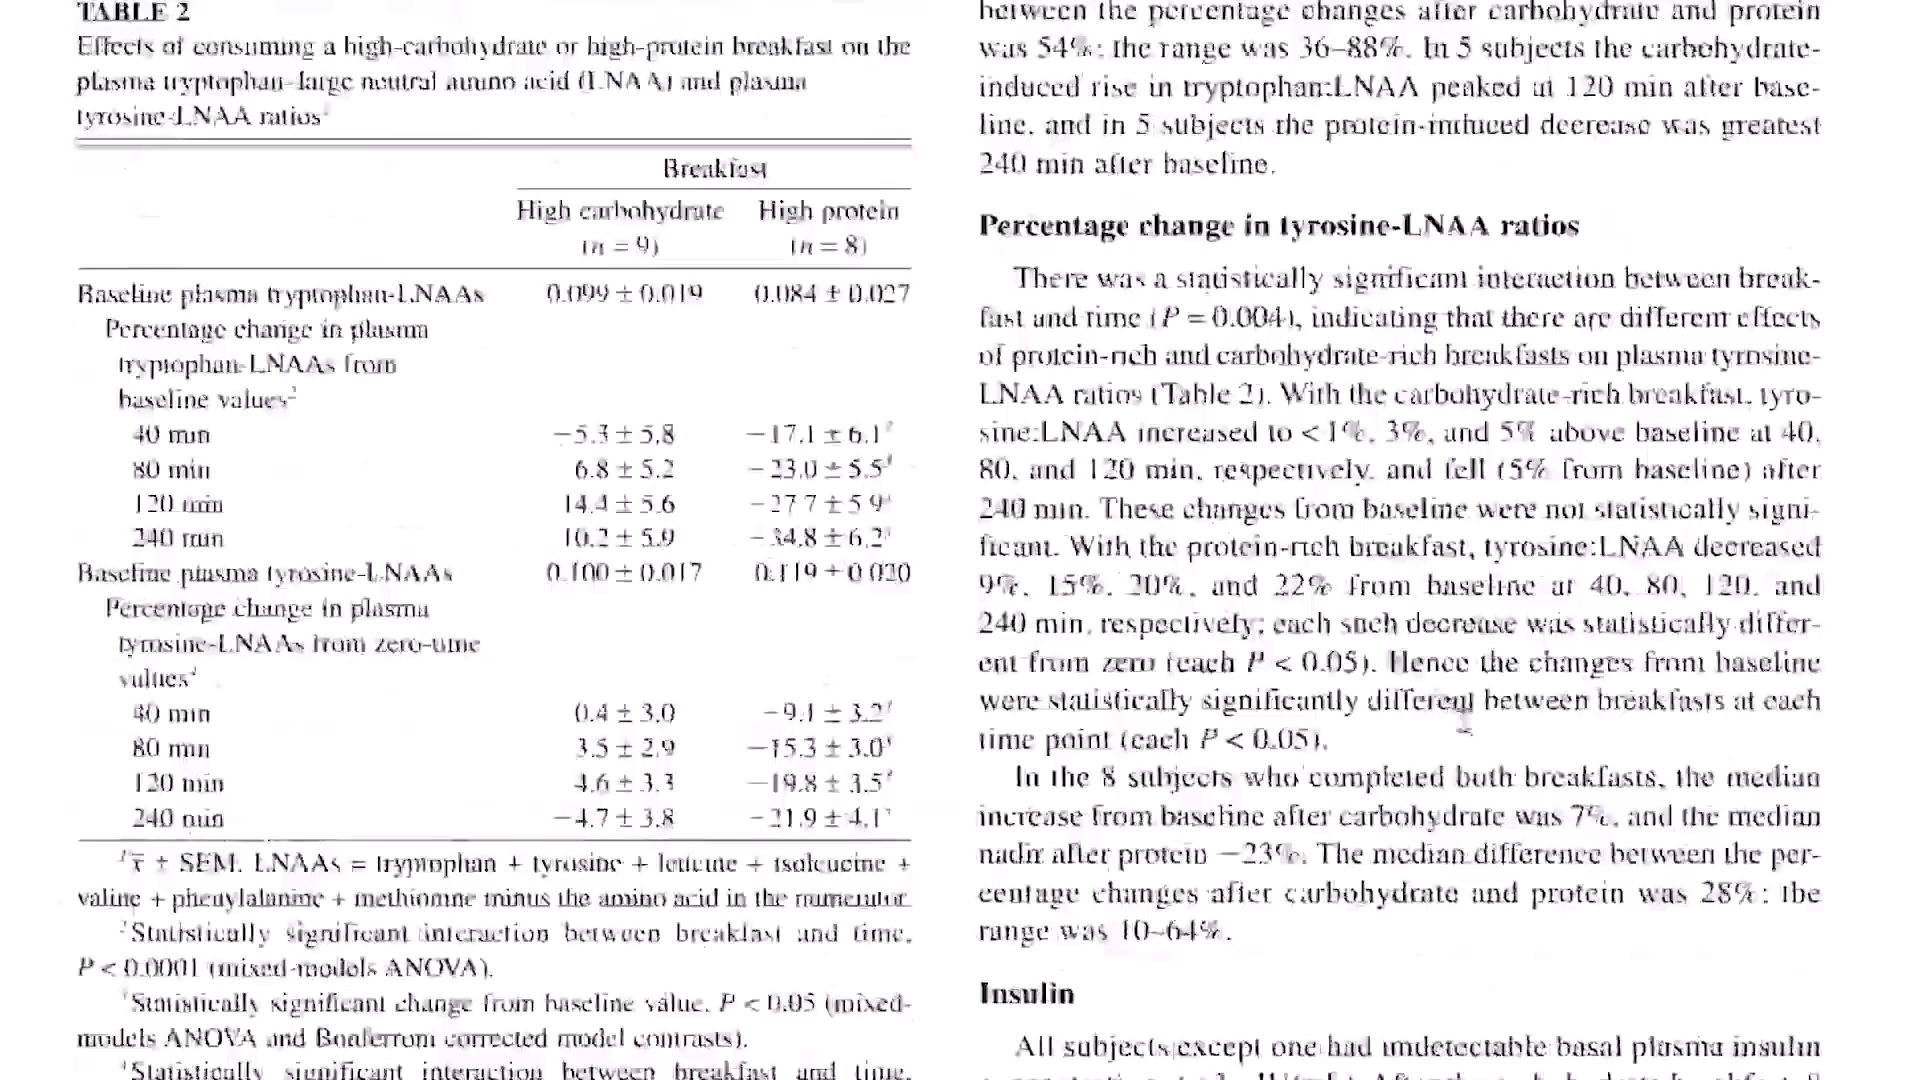 TABLE 2
Effects of consuming a high-carbohydrate or high-protein breakfast on the
plasma tryptophan–large neutral amino acid (LNAA) and plasma
tyrosine-LNAA ratios¹
Breakfast
High carbohydrate High protein
(n = 9) (n = 8)
Baseline plasma tryptophan-LNAAs 0.099 ± 0.019 0.084 ± 0.027
Percentage change in plasma
tryptophan-LNAAs from
baseline values²
40 min −5.3 ± 5.8 −17.1 ± 6.1³
80 min 6.8 ± 5.2 −23.0 ± 5.5³
120 min 14.4 ± 5.6 −27.7 ± 5.9³
240 min 10.2 ± 5.9 −34.8 ± 6.2³
Baseline plasma tyrosine-LNAAs 0.100 ± 0.017 0.119 ± 0.020
Percentage change in plasma
tyrosine-LNAAs from zero-time
values⁴
40 min 0.4 ± 3.0 −9.1 ± 3.2³
80 min 3.5 ± 2.9 −15.3 ± 3.0³
120 min 4.6 ± 3.3 −19.8 ± 3.5³
240 min −4.7 ± 3.8 −21.9 ± 4.1³
¹x̄ ± SEM. LNAAs = tryptophan + tyrosine + leucine + isoleucine +
valine + phenylalanine + methionine minus the amino acid in the numerator.
²Statistically significant interaction between breakfast and time,
P < 0.0001 (mixed-models ANOVA).
³Statistically significant change from baseline value, P < 0.05 (mixed-
models ANOVA and Bonferroni corrected model contrasts).
⁴Statistically significant interaction between breakfast and time,
between the percentage changes after carbohydrate and protein
was 54%; the range was 36–88%. In 5 subjects the carbohydrate-
induced rise in tryptophan:LNAA peaked at 120 min after base-
line, and in 5 subjects the protein-induced decrease was greatest
240 min after baseline.
Percentage change in tyrosine-LNAA ratios
There was a statistically significant interaction between break-
fast and time (P = 0.004), indicating that there are different effects
of protein-rich and carbohydrate-rich breakfasts on plasma tyrosine-
LNAA ratios (Table 2). With the carbohydrate-rich breakfast, tyro-
sine:LNAA increased to <1%, 3%, and 5% above baseline at 40,
80, and 120 min, respectively, and fell (5% from baseline) after
240 min. These changes from baseline were not statistically signi-
ficant. With the protein-rich breakfast, tyrosine:LNAA decreased
9%, 15%, 20%, and 22% from baseline at 40, 80, 120, and
240 min, respectively; each such decrease was statistically differ-
ent from zero (each P < 0.05). Hence the changes from baseline
were statistically significantly different between breakfasts at each
time point (each P < 0.05).
In the 8 subjects who completed both breakfasts, the median
increase from baseline after carbohydrate was 7%, and the median
nadir after protein −23%. The median difference between the per-
centage changes after carbohydrate and protein was 28%; the
range was 10–64%.
Insulin
All subjects except one had undetectable basal plasma insulin